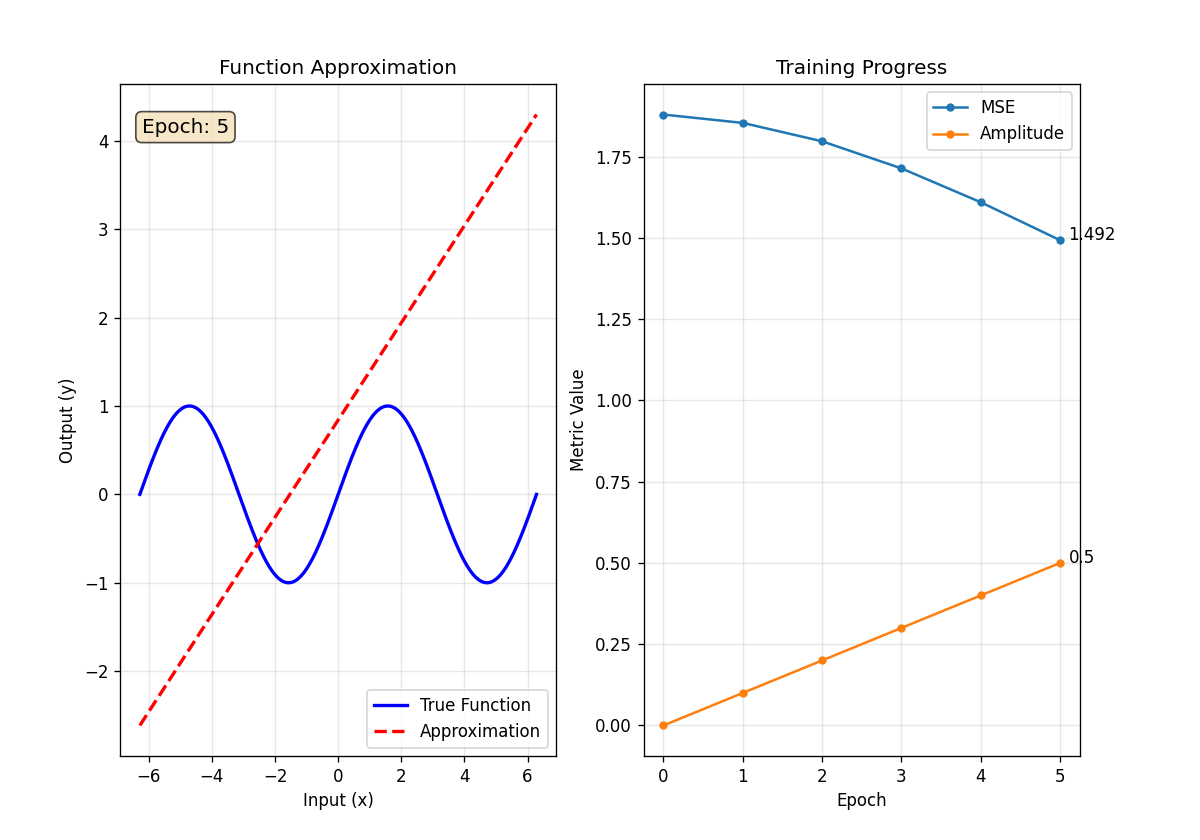 Function Approximation
Epoch: 5
4
3
2
1
0
−1
−2
Output (y)
−6
−4
−2
0
2
4
6
Input (x)
True Function
Approximation
Training Progress
MSE
Amplitude
1.75
1.50
1.25
1.00
0.75
0.50
0.25
0.00
Metric Value
1.492
0.5
0
1
2
3
4
5
Epoch